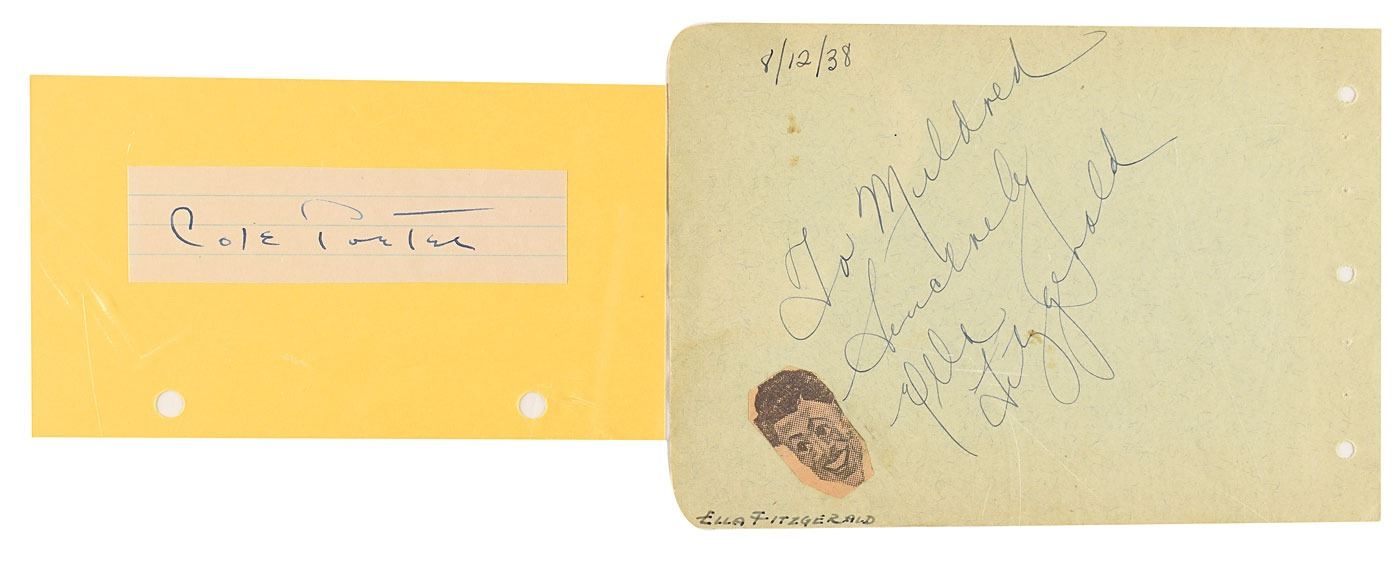 Cole Porter
8/12/38
To Mildred
Sincerely
Ella
Fitzgerald
ELLA FITZGERALD